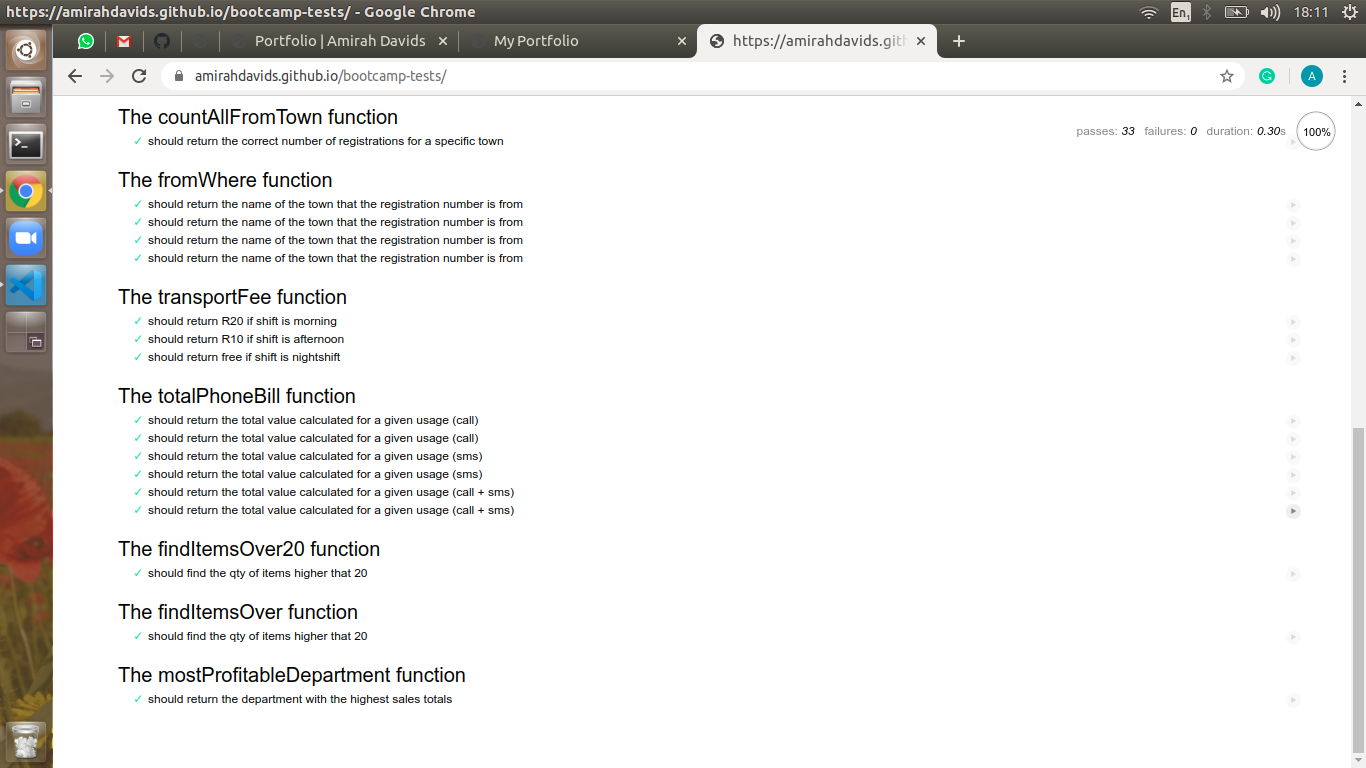 https://amirahdavids.github.io/bootcamp-tests/ - Google Chrome
En1
18:11
Portfolio | Amirah Davids
My Portfolio
https://amirahdavids.gith
amirahdavids.github.io/bootcamp-tests/
A
passes: 33 failures: 0 duration: 0.30s
100%
The countAllFromTown function
✓ should return the correct number of registrations for a specific town
The fromWhere function
✓ should return the name of the town that the registration number is from
✓ should return the name of the town that the registration number is from
✓ should return the name of the town that the registration number is from
✓ should return the name of the town that the registration number is from
The transportFee function
✓ should return R20 if shift is morning
✓ should return R10 if shift is afternoon
✓ should return free if shift is nightshift
The totalPhoneBill function
✓ should return the total value calculated for a given usage (call)
✓ should return the total value calculated for a given usage (call)
✓ should return the total value calculated for a given usage (sms)
✓ should return the total value calculated for a given usage (sms)
✓ should return the total value calculated for a given usage (call + sms)
✓ should return the total value calculated for a given usage (call + sms)
The findItemsOver20 function
✓ should find the qty of items higher that 20
The findItemsOver function
✓ should find the qty of items higher that 20
The mostProfitableDepartment function
✓ should return the department with the highest sales totals